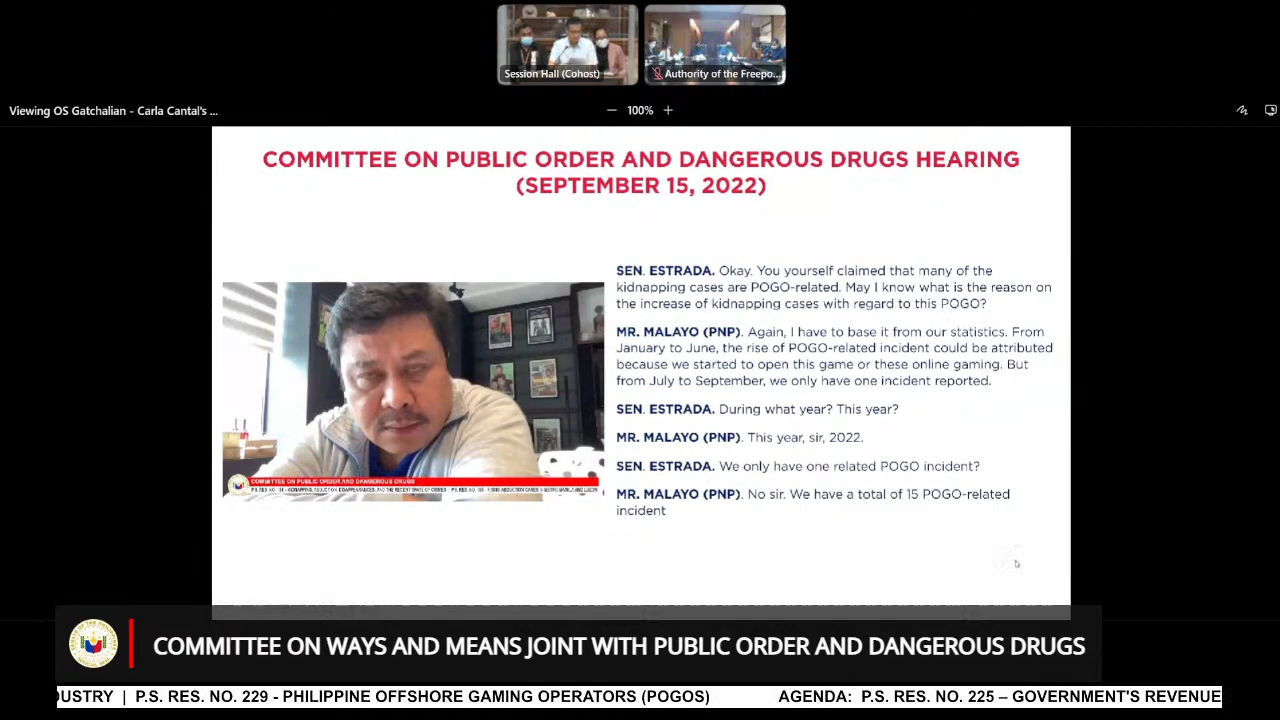 Session Hall (Cohost)
Authority of the Freepo...
Viewing OS Gatchalian - Carla Cantal's ...
100%
COMMITTEE ON PUBLIC ORDER AND DANGEROUS DRUGS HEARING
(SEPTEMBER 15, 2022)
SEN. ESTRADA. Okay. You yourself claimed that many of the
kidnapping cases are POGO-related. May I know what is the reason on
the increase of kidnapping cases with regard to this POGO?
MR. MALAYO (PNP). Again, I have to base it from our statistics. From
January to June, the rise of POGO-related incident could be attributed
because we started to open this game or these online gaming. But
from July to September, we only have one incident reported.
SEN. ESTRADA. During what year? This year?
MR. MALAYO (PNP). This year, sir, 2022.
SEN. ESTRADA. We only have one related POGO incident?
MR. MALAYO (PNP). No sir. We have a total of 15 POGO-related
incident
COMMITTEE ON PUBLIC ORDER AND DANGEROUS DRUGS
COMMITTEE ON WAYS AND MEANS JOINT WITH PUBLIC ORDER AND DANGEROUS DRUGS
USTRY | P.S. RES. NO. 229 - PHILIPPINE OFFSHORE GAMING OPERATORS (POGOS) AGENDA: P.S. RES. NO. 225 – GOVERNMENT'S REVENUE